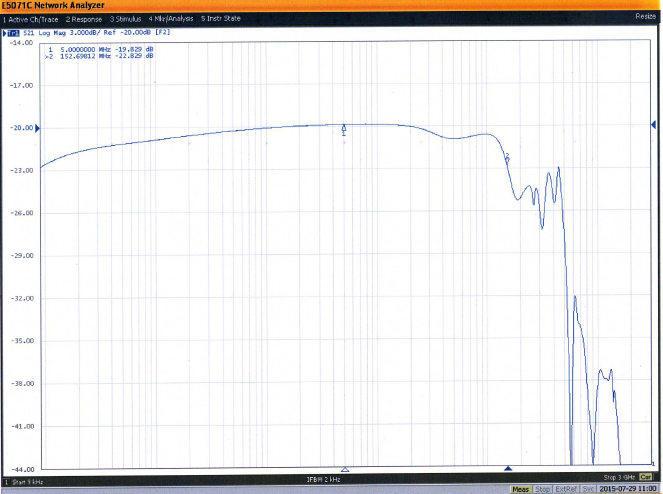 E5071C Network Analyzer
1 Active Ch/Trace 2 Response 3 Stimulus 4 Mkr/Analysis 5 Instr State
Resize
Tr1 S21 Log Mag 3.000dB/ Ref -20.00dB [F2]
-14.00
1 5.0000000 MHz -19.829 dB
>2 152.69812 MHz -22.829 dB
-17.00
-20.00
1
2
-23.00
-26.00
-29.00
-32.00
-35.00
-38.00
-41.00
-44.00
1 Start 9 kHz
IFBW 2 kHz
Stop 3 GHz Cor
Meas Stop ExtRef Svc 2015-07-29 11:00